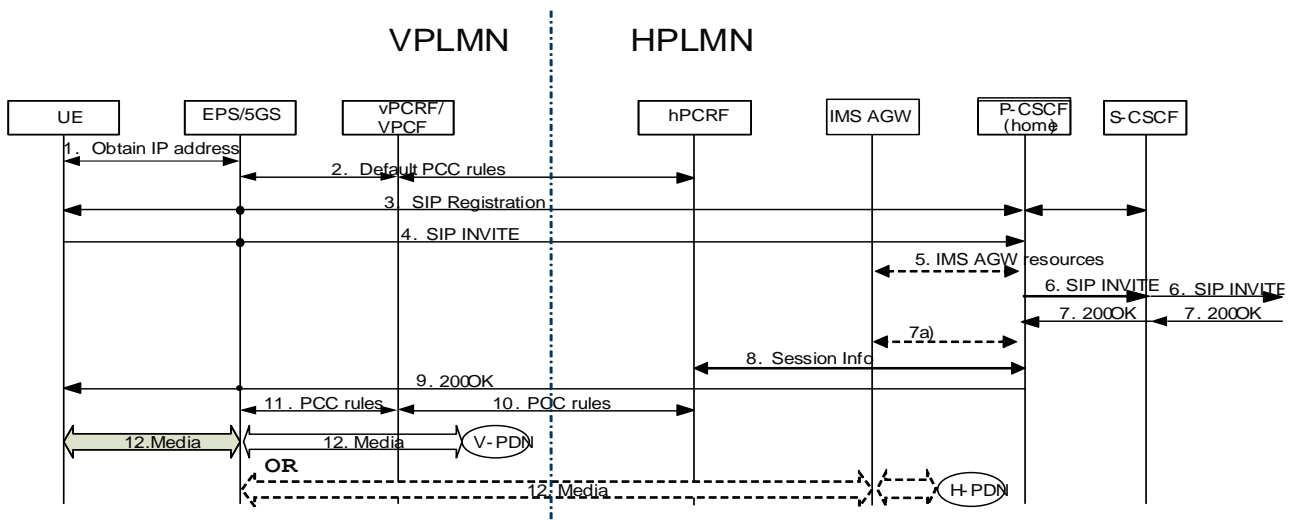 VPLMN HPLMN
UE
EPS/5GS
vPCRF/
VPCF
hPCRF
IMS AGW
P-CSCF
(home)
S-CSCF
1. Obtain IP address
2. Default PCC rules
3. SIP Registration
4. SIP INVITE
5. IMS AGW resources
6. SIP INVITE
6. SIP INVITE
7. 200OK
7. 200OK
7a)
8. Session Info
9. 200OK
11. PCC rules
10. PCC rules
12.Media
12. Media
V-PDN
OR
12. Media
H-PDN